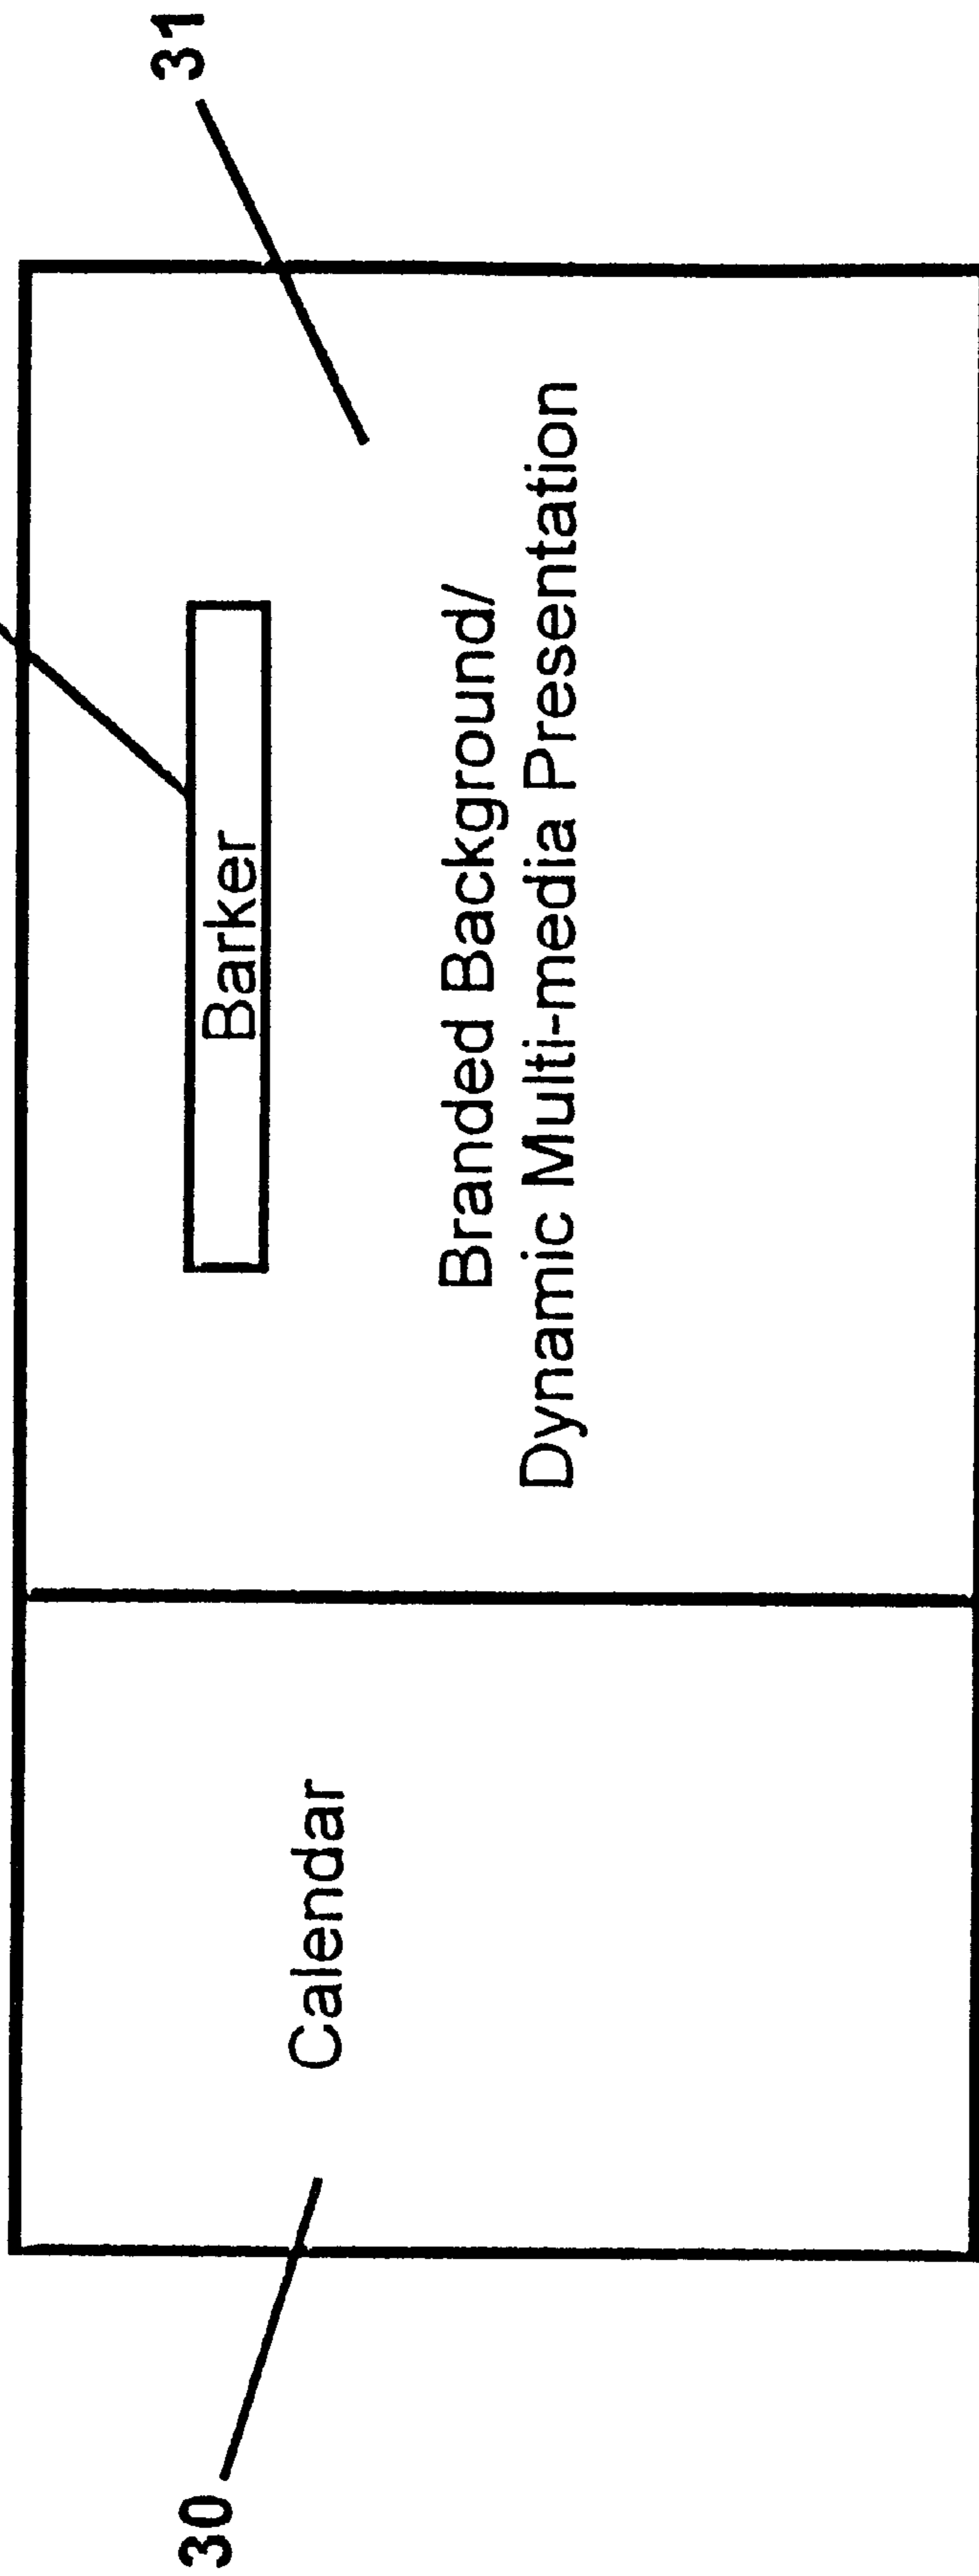 31
Barker
Branded Background/
Dynamic Multi-media Presentation
Calendar
30